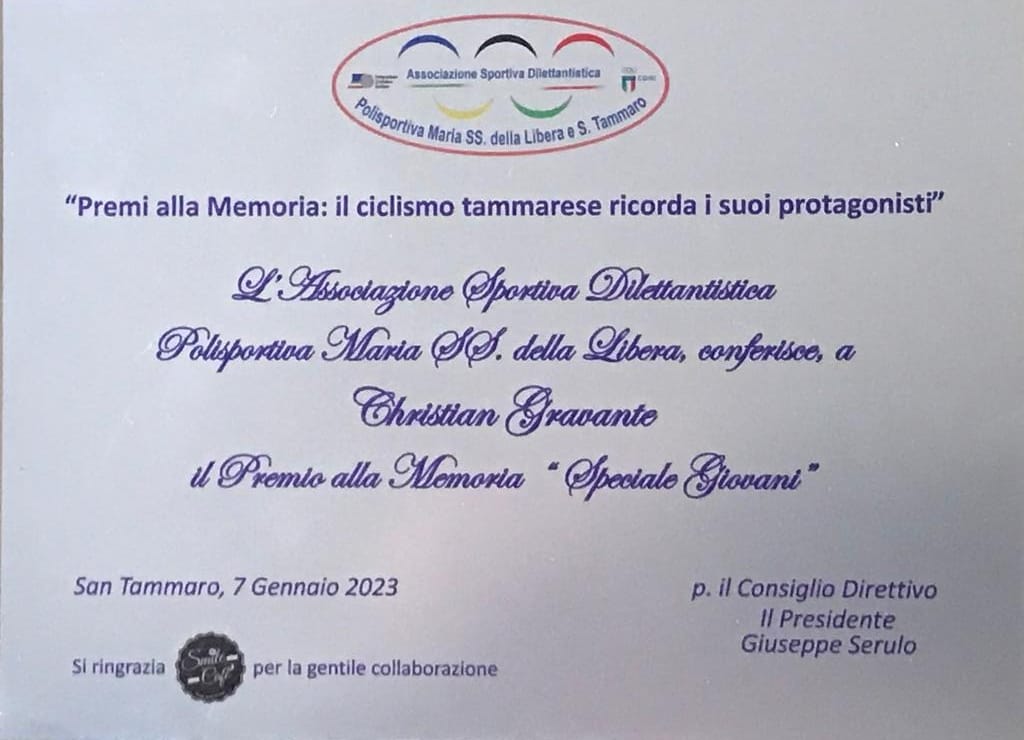 Associazione Sportiva Dilettantistica
CONI
Polisportiva Maria SS. della Libera e S. Tammaro
“Premi alla Memoria: il ciclismo tammarese ricorda i suoi protagonisti”
L'Associazione Sportiva Dilettantistica
Polisportiva Maria SS. della Libera, conferisce, a
Christian Gravante
il Premio alla Memoria “ Speciale Giovani”
San Tammaro, 7 Gennaio 2023
p. il Consiglio Direttivo
Il Presidente
Giuseppe Serulo
Si ringrazia Smile per la gentile collaborazione